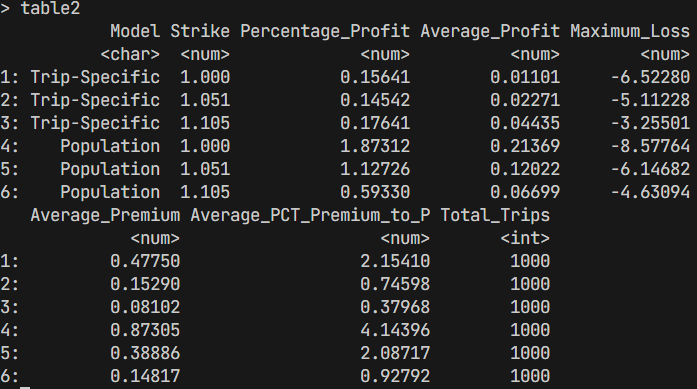 > table2
Model Strike Percentage_Profit Average_Profit Maximum_Loss
<char> <num> <num> <num> <num>
1: Trip-Specific 1.000 0.15641 0.01101 -6.52280
2: Trip-Specific 1.051 0.14542 0.02271 -5.11228
3: Trip-Specific 1.105 0.17641 0.04435 -3.25501
4: Population 1.000 1.87312 0.21369 -8.57764
5: Population 1.051 1.12726 0.12022 -6.14682
6: Population 1.105 0.59330 0.06699 -4.63094
Average_Premium Average_PCT_Premium_to_P Total_Trips
<num> <num> <int>
1: 0.47750 2.15410 1000
2: 0.15290 0.74598 1000
3: 0.08102 0.37968 1000
4: 0.87305 4.14396 1000
5: 0.38886 2.08717 1000
6: 0.14817 0.92792 1000